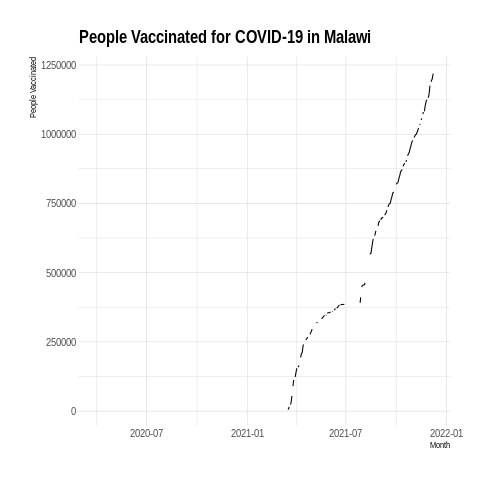 People Vaccinated for COVID-19 in Malawi
People Vaccinated
1250000
1000000
750000
500000
250000
0
2020-07 2021-01 2021-07 2022-01
Month